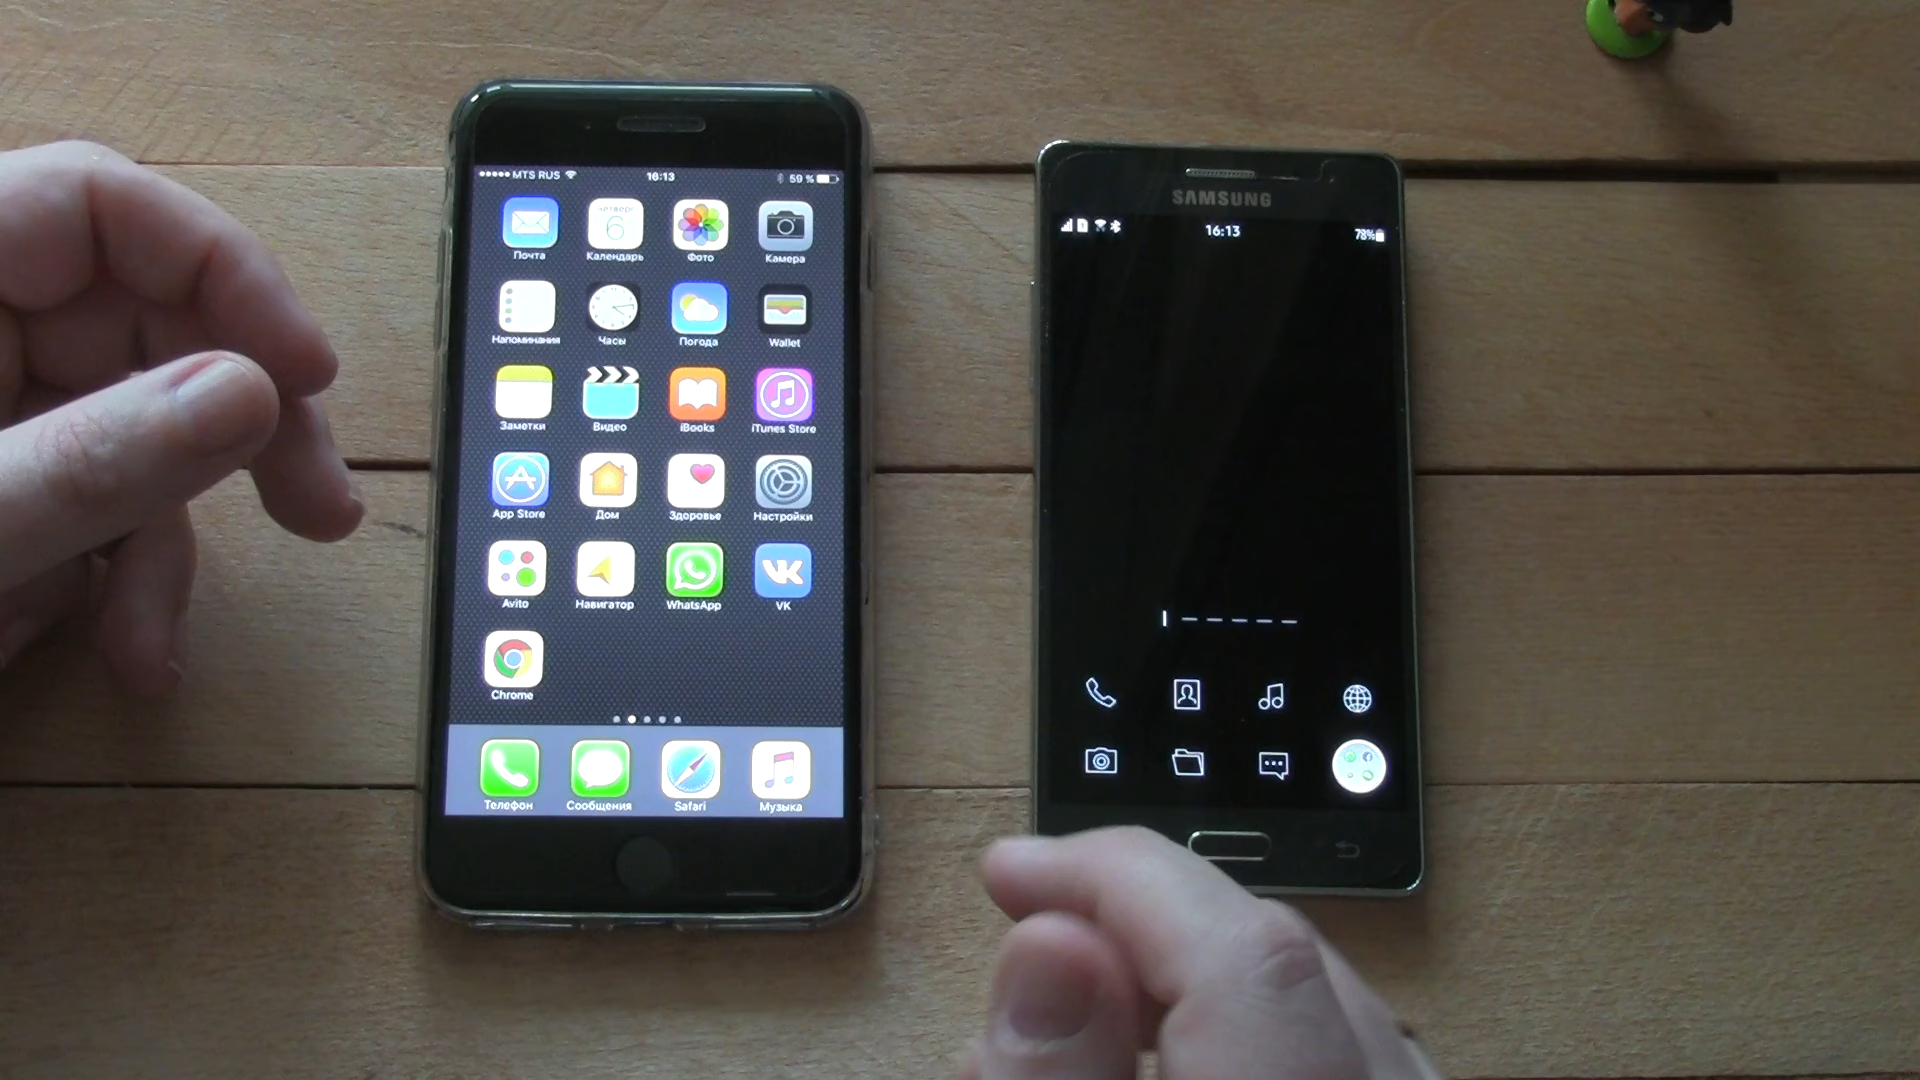 MTS RUS 16:13 59 %
6
Почта Календарь Фото Камера
Напоминания Часы Погода Wallet
Заметки Видео iBooks iTunes Store
App Store Дом Здоровье Настройки
Avito Навигатор WhatsApp VK
Chrome
Телефон Сообщения Safari Музыка
SAMSUNG
16:13 78%